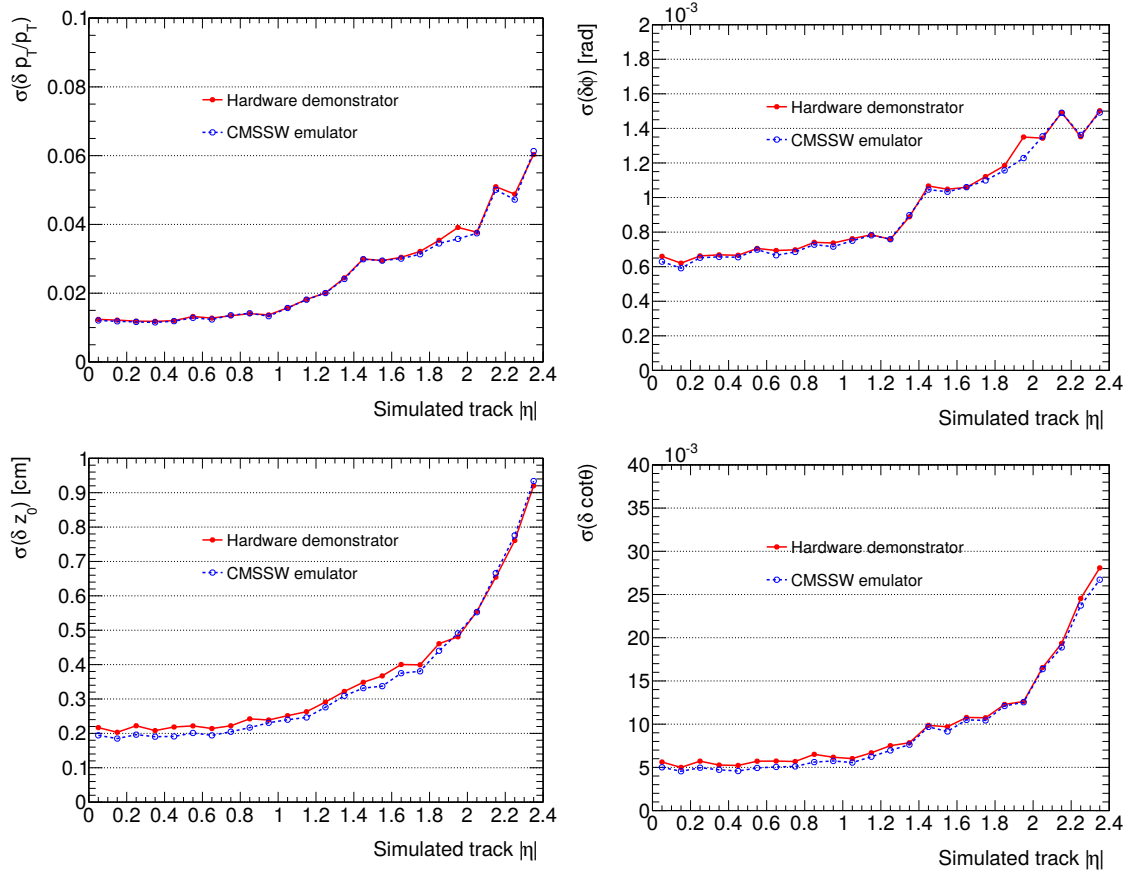 σ(δ p_T/p_T)
0.1
0.08
0.06
0.04
0.02
0
Hardware demonstrator
CMSSW emulator
0 0.2 0.4 0.6 0.8 1 1.2 1.4 1.6 1.8 2 2.2 2.4
Simulated track |η|
×10⁻³
σ(δφ) [rad]
2
1.8
1.6
1.4
1.2
1
0.8
0.6
0.4
0.2
0
Hardware demonstrator
CMSSW emulator
0 0.2 0.4 0.6 0.8 1 1.2 1.4 1.6 1.8 2 2.2 2.4
Simulated track |η|
σ(δ z_0) [cm]
1
0.9
0.8
0.7
0.6
0.5
0.4
0.3
0.2
0.1
0
Hardware demonstrator
CMSSW emulator
0 0.2 0.4 0.6 0.8 1 1.2 1.4 1.6 1.8 2 2.2 2.4
Simulated track |η|
×10⁻³
σ(δ cotθ)
40
35
30
25
20
15
10
5
0
Hardware demonstrator
CMSSW emulator
0 0.2 0.4 0.6 0.8 1 1.2 1.4 1.6 1.8 2 2.2 2.4
Simulated track |η|